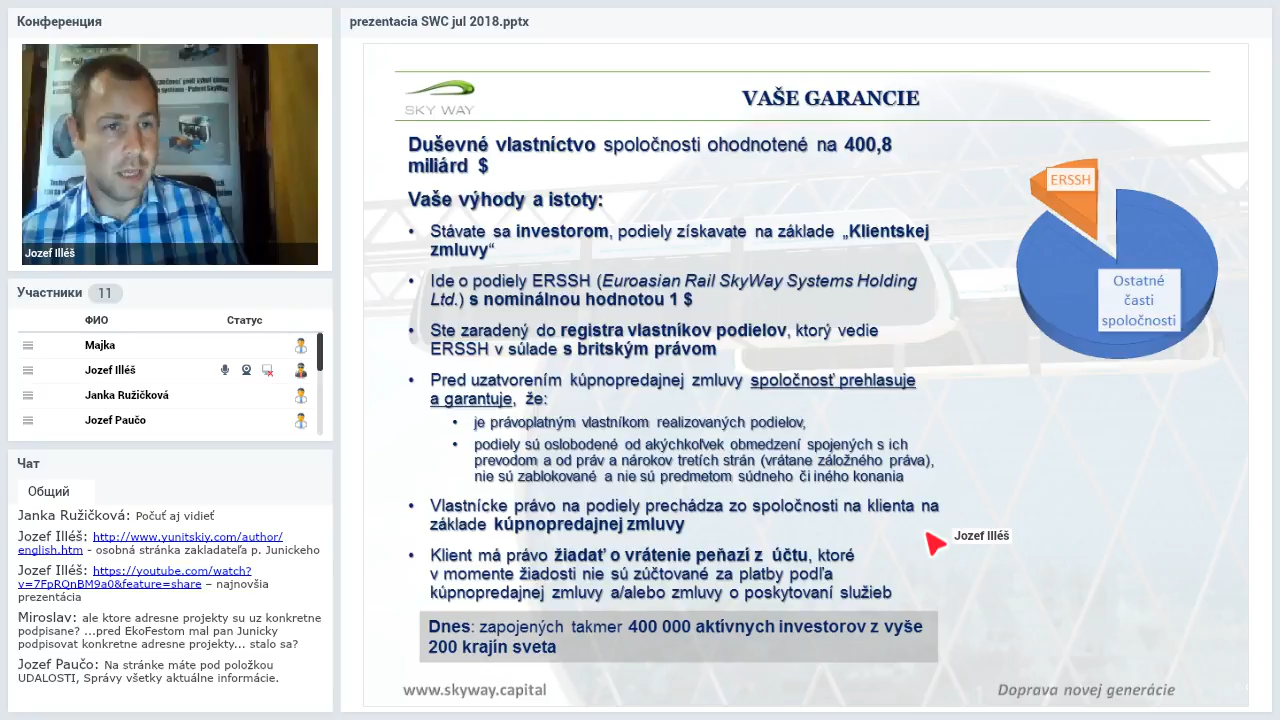 Конференция
Jozef Illéš
Участники 11
ФИО Статус
Majka
Jozef Illéš
Janka Ružičková
Jozef Paučo
Чат
Общий
Janka Ružičková: Počuť aj vidieť
Jozef Illéš: http://www.yunitskiy.com/author/
english.htm - osobná stránka zakladateľa p. Junickeho
Jozef Illéš: https://youtube.com/watch?
v=7FpRQnBM9a0&feature=share – najnovšia
prezentácia
Miroslav: ale ktore adresne projekty su uz konkretne
podpisane? ...pred EkoFestom mal pan Junicky
podpisovat konkretne adresne projekty... stalo sa?
Jozef Paučo: Na stránke máte pod položkou
UDALOSTI, Správy všetky aktuálne informácie.
prezentacia SWC jul 2018.pptx
SKY WAY
VAŠE GARANCIE
Duševné vlastníctvo spoločnosti ohodnotené na 400,8
miliárd $
Vaše výhody a istoty:
• Stávate sa investorom, podiely získavate na základe „Klientskej
zmluvy“
• Ide o podiely ERSSH (Euroasian Rail SkyWay Systems Holding
Ltd.) s nominálnou hodnotou 1 $
• Ste zaradený do registra vlastníkov podielov, ktorý vedie
ERSSH v súlade s britským právom
• Pred uzatvorením kúpnopredajnej zmluvy spoločnosť prehlasuje
a garantuje, že:
• je právoplatným vlastníkom realizovaných podielov,
• podiely sú oslobodené od akýchkoľvek obmedzení spojených s ich
prevodom a od práv a nárokov tretích strán (vrátane záložného práva),
nie sú zablokované a nie sú predmetom súdneho či iného konania
• Vlastnícke právo na podiely prechádza zo spoločnosti na klienta na
základe kúpnopredajnej zmluvy
• Klient má právo žiadať o vrátenie peňazí z účtu, ktoré
v momente žiadosti nie sú zúčtované za platby podľa
kúpnopredajnej zmluvy a/alebo zmluvy o poskytovaní služieb
Dnes: zapojených takmer 400 000 aktívnych investorov z vyše
200 krajín sveta
ERSSH
Ostatné
časti
spoločnosti
Jozef Illéš
www.skyway.capital
Doprava novej generácie